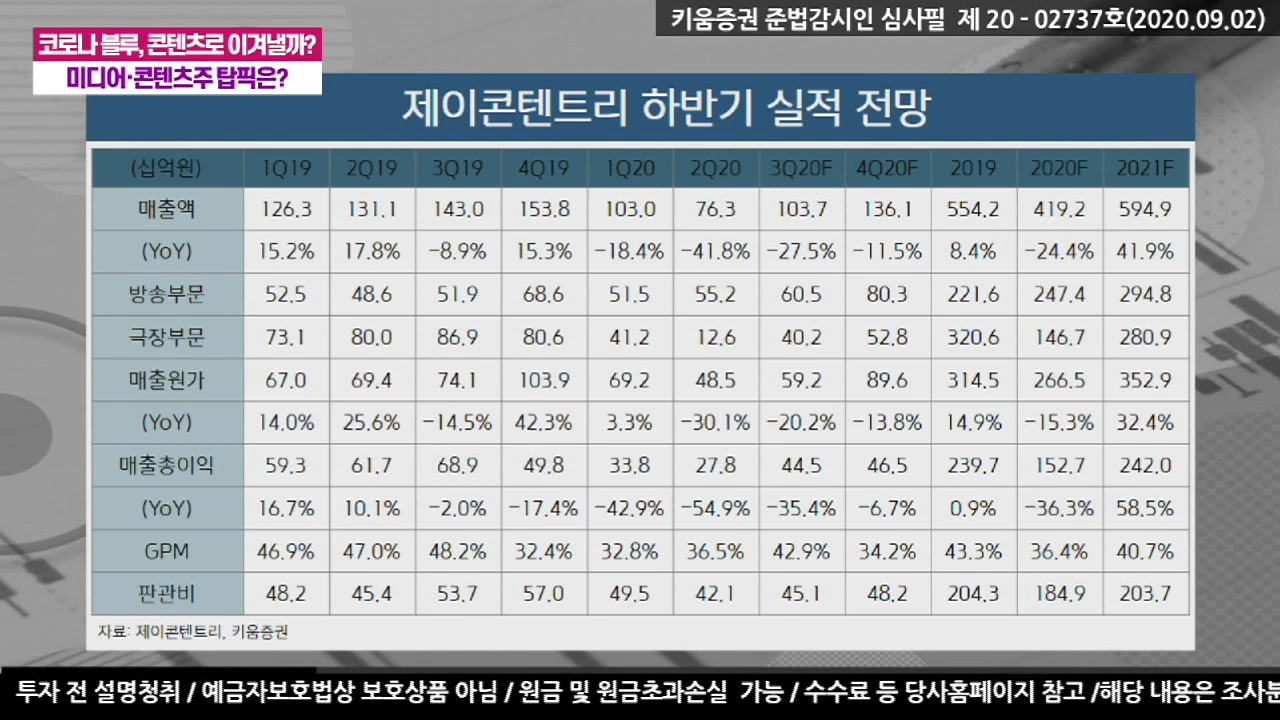 키움증권 준법감시인 심사필 제 20 - 02737호(2020.09.02)
코로나 블루, 콘텐츠로 이겨낼까?
미디어·콘텐츠주 탑픽은?
제이콘텐트리 하반기 실적 전망
(십억원) 1Q19 2Q19 3Q19 4Q19 1Q20 2Q20 3Q20F 4Q20F 2019 2020F 2021F
매출액 126.3 131.1 143.0 153.8 103.0 76.3 103.7 136.1 554.2 419.2 594.9
(YoY) 15.2% 17.8% -8.9% 15.3% -18.4% -41.8% -27.5% -11.5% 8.4% -24.4% 41.9%
방송부문 52.5 48.6 51.9 68.6 51.5 55.2 60.5 80.3 221.6 247.4 294.8
극장부문 73.1 80.0 86.9 80.6 41.2 12.6 40.2 52.8 320.6 146.7 280.9
매출원가 67.0 69.4 74.1 103.9 69.2 48.5 59.2 89.6 314.5 266.5 352.9
(YoY) 14.0% 25.6% -14.5% 42.3% 3.3% -30.1% -20.2% -13.8% 14.9% -15.3% 32.4%
매출총이익 59.3 61.7 68.9 49.8 33.8 27.8 44.5 46.5 239.7 152.7 242.0
(YoY) 16.7% 10.1% -2.0% -17.4% -42.9% -54.9% -35.4% -6.7% 0.9% -36.3% 58.5%
GPM 46.9% 47.0% 48.2% 32.4% 32.8% 36.5% 42.9% 34.2% 43.3% 36.4% 40.7%
판관비 48.2 45.4 53.7 57.0 49.5 42.1 45.1 48.2 204.3 184.9 203.7
자료: 제이콘텐트리, 키움증권
투자 전 설명청취 / 예금자보호법상 보호상품 아님 / 원금 및 원금초과손실 가능 / 수수료 등 당사홈페이지 참고 /해당 내용은 조사분